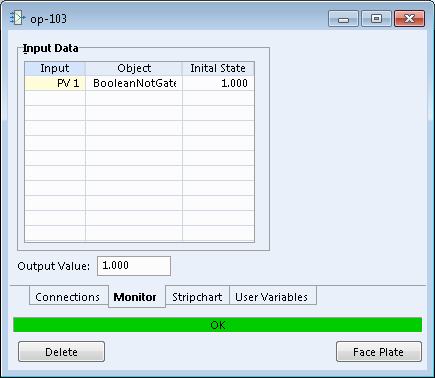 op-103
Input Data
Input Object Inital State
PV 1 BooleanNotGate 1.000
Output Value: 1.000
Connections Monitor Stripchart User Variables
OK
Delete Face Plate